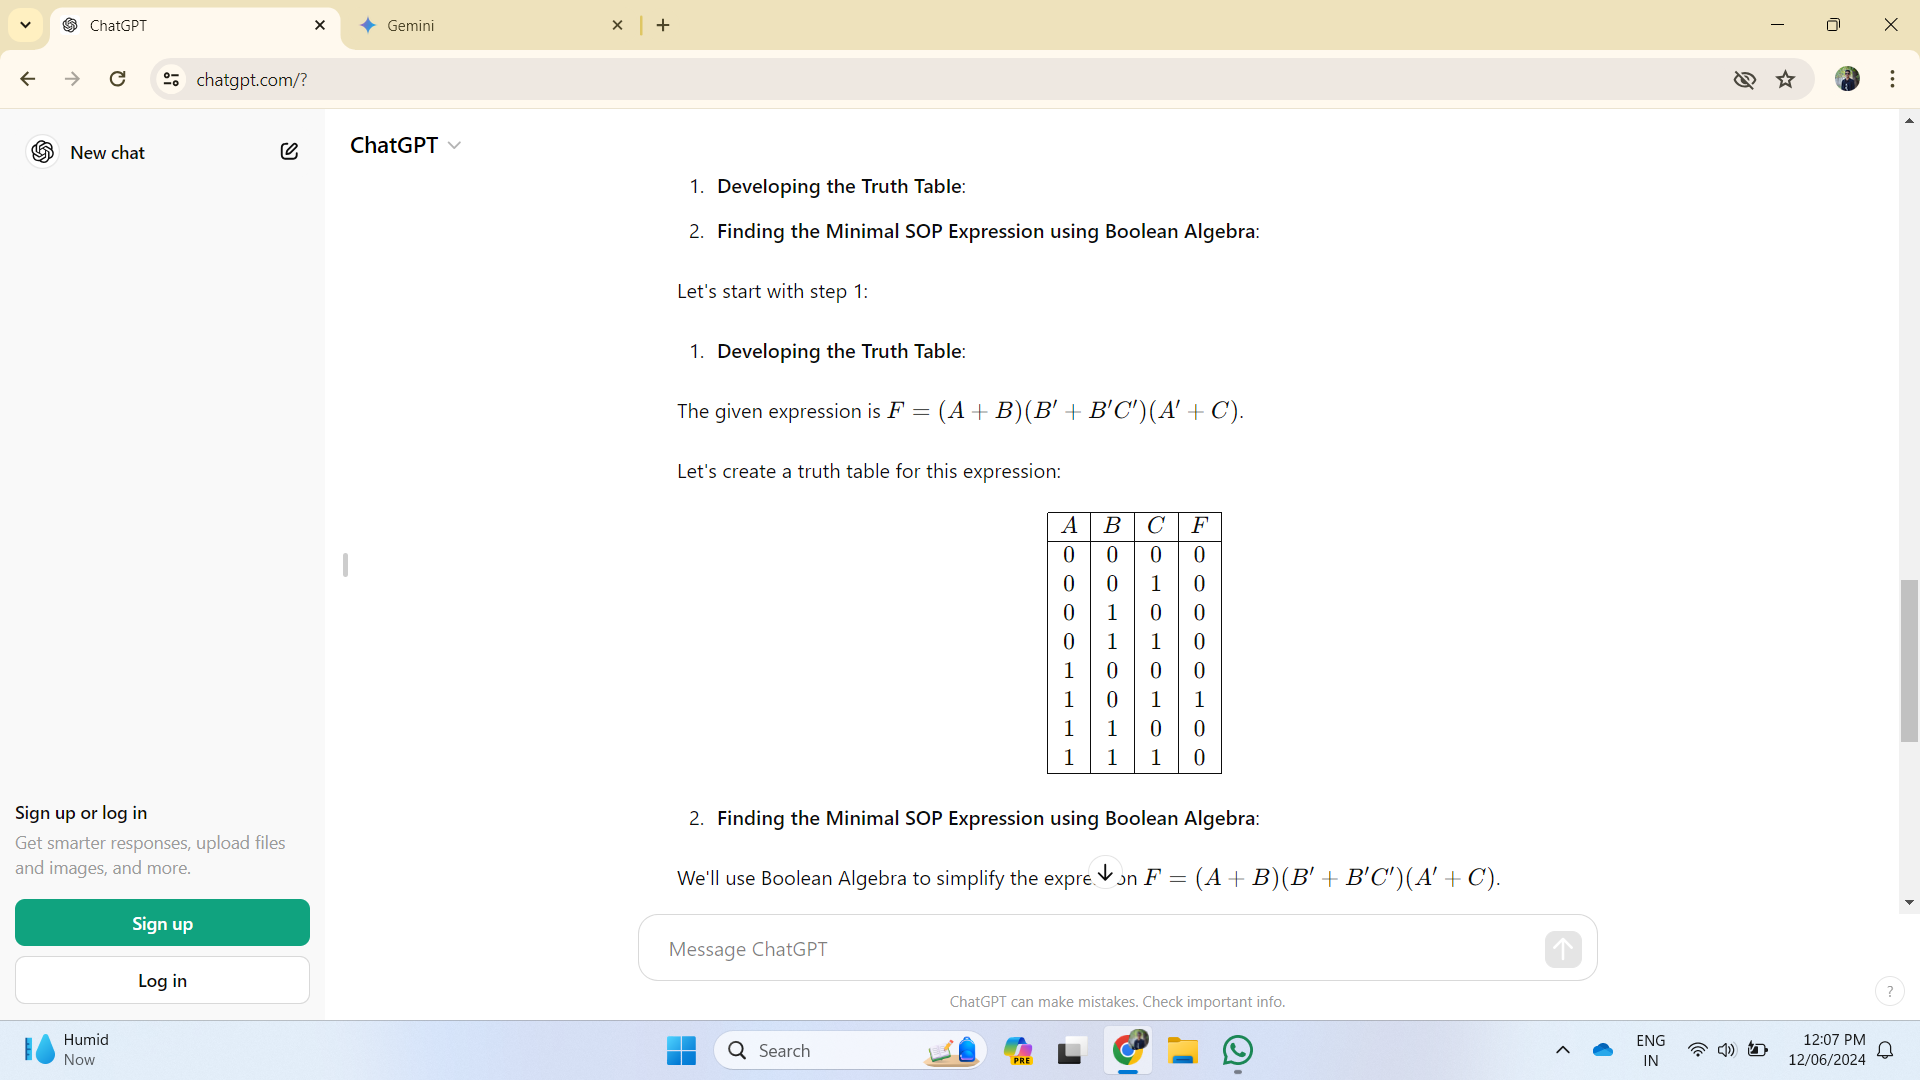 ChatGPT
Gemini
chatgpt.com/?
New chat
ChatGPT
1. Developing the Truth Table:
2. Finding the Minimal SOP Expression using Boolean Algebra:
Let's start with step 1:
1. Developing the Truth Table:
The given expression is F = (A + B)(B′ + B′C′)(A′ + C).
Let's create a truth table for this expression:
A B C F
0 0 0 0
0 0 1 0
0 1 0 0
0 1 1 0
1 0 0 0
1 0 1 1
1 1 0 0
1 1 1 0
2. Finding the Minimal SOP Expression using Boolean Algebra:
We'll use Boolean Algebra to simplify the expre on F = (A + B)(B′ + B′C′)(A′ + C).
Sign up or log in
Get smarter responses, upload files
and images, and more.
Sign up
Log in
Message ChatGPT
ChatGPT can make mistakes. Check important info.
?
Humid
Now
Search
PRE
ENG
IN
12:07 PM
12/06/2024